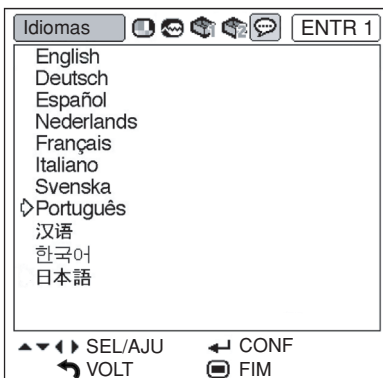 Idiomas ENTR 1
English
Deutsch
Español
Nederlands
Français
Italiano
Svenska
Português
汉语
한국어
日本語
SEL/AJU CONF
VOLT FIM